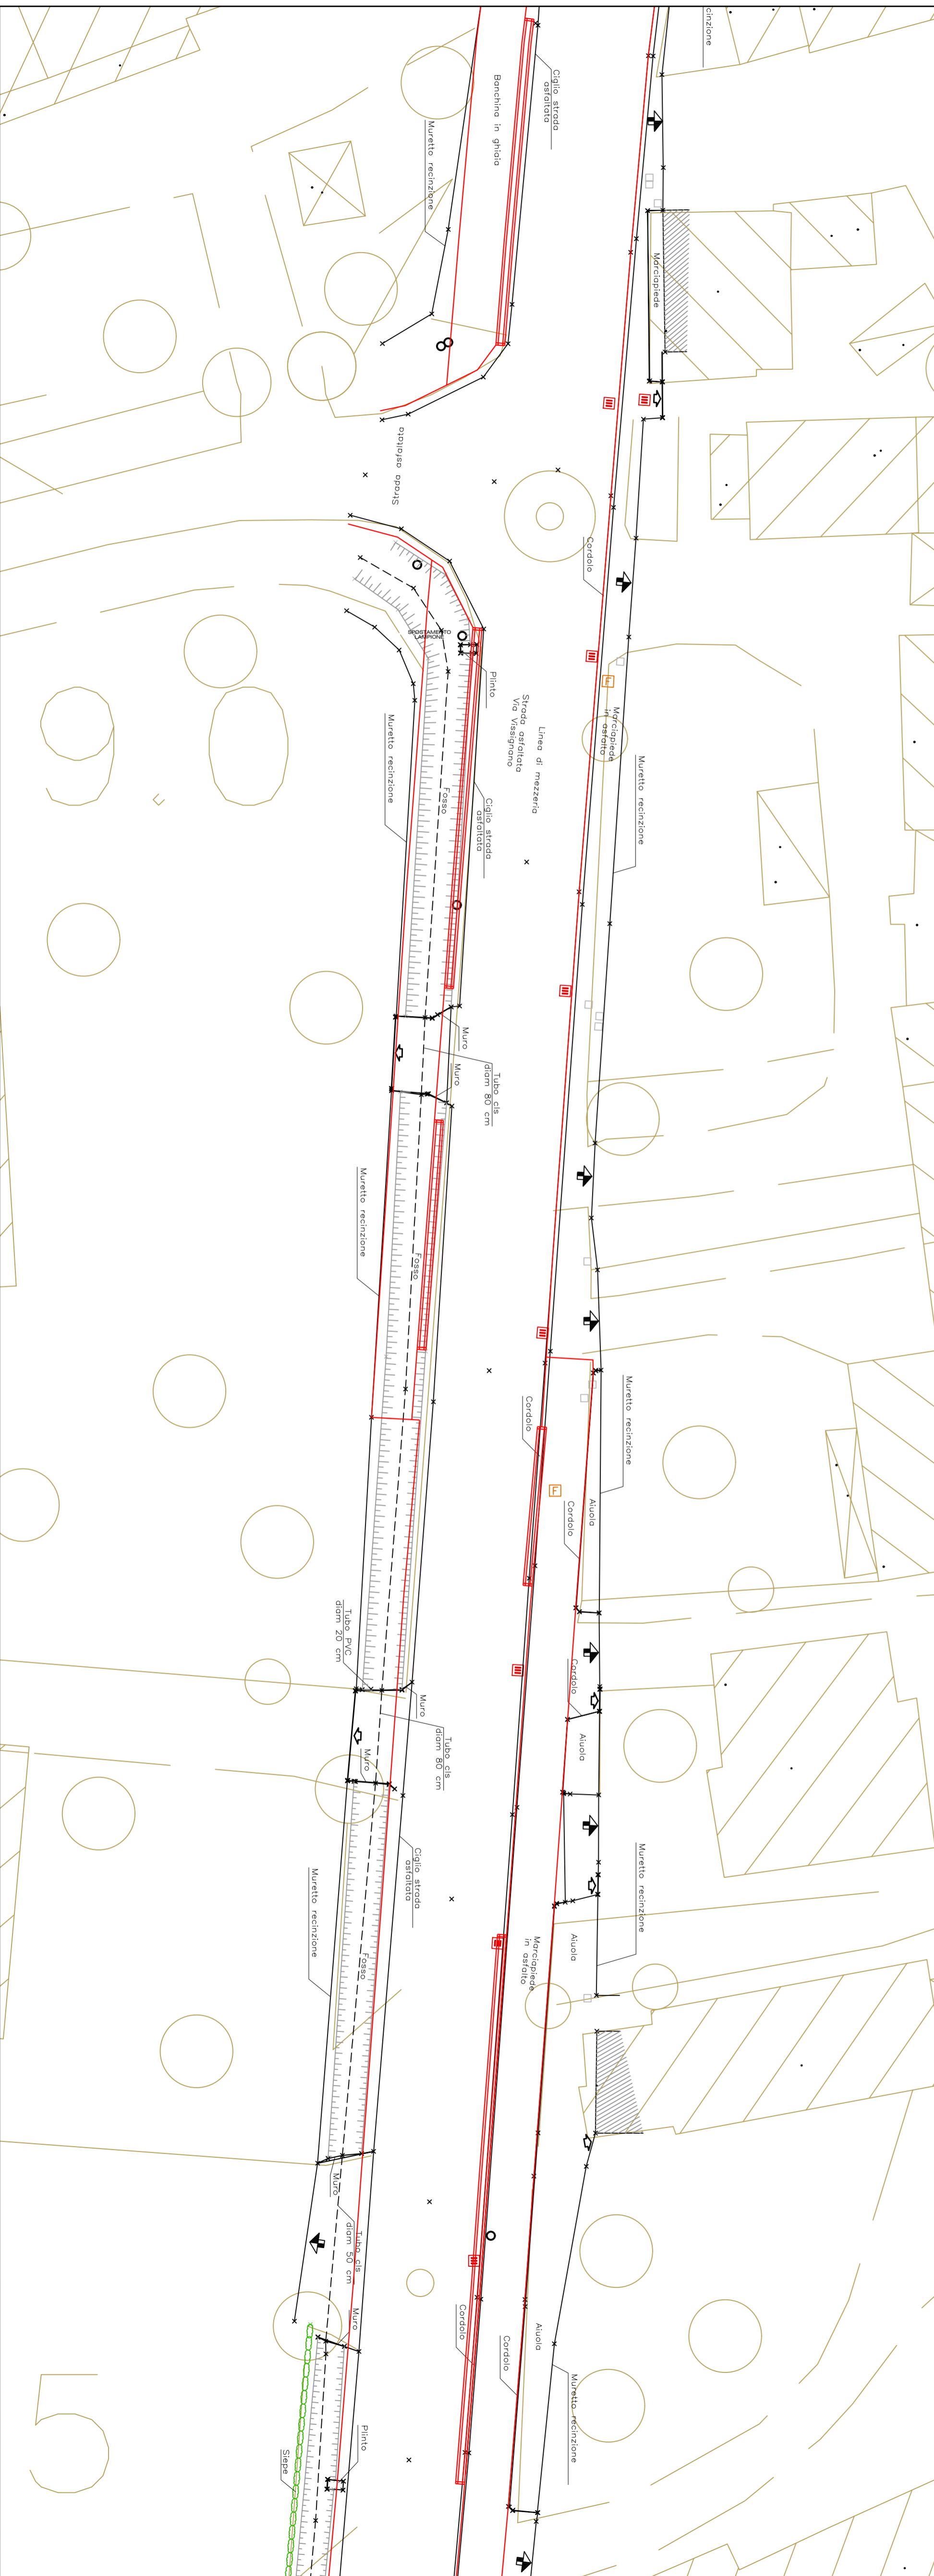 recinzione
Ciglio strada
asfaltata
Banchina in ghiaia
Muretto recinzione
Marciapiede
Strada asfaltata
Cordolo
SPOSTAMENTO
LAMPIONE
Plinto
Strada asfaltata
Via Vissignano
Linea di mezzeria
Marciapiede
in asfalto
F
Muretto recinzione
Muretto recinzione
Fosso
Ciglio strada
asfaltata
90
Muro
Muro
Tubo cls
diam 80 cm
Muretto recinzione
Fosso
Cordolo
Muretto recinzione
F
Cordolo
Aiuola
Tubo PVC
diam 20 cm
Muro
Cordolo
Tubo cls
diam 80 cm
Muro
Aiuola
Ciglio strada
asfaltata
Muretto recinzione
Muretto recinzione
Fosso
Marciapiede
in asfalto
Aiuola
Muro
Tubo cls
diam 50 cm
Muro
Cordolo
Cordolo
Aiuola
Muretto recinzione
Plinto
Siepe
5